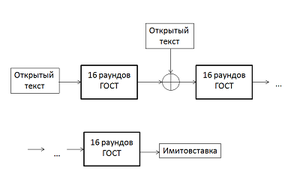 Открытый
текст
Открытый
текст
16 раундов
ГОСТ
16 раундов
ГОСТ
...
...
16 раундов
ГОСТ
Имитовставка